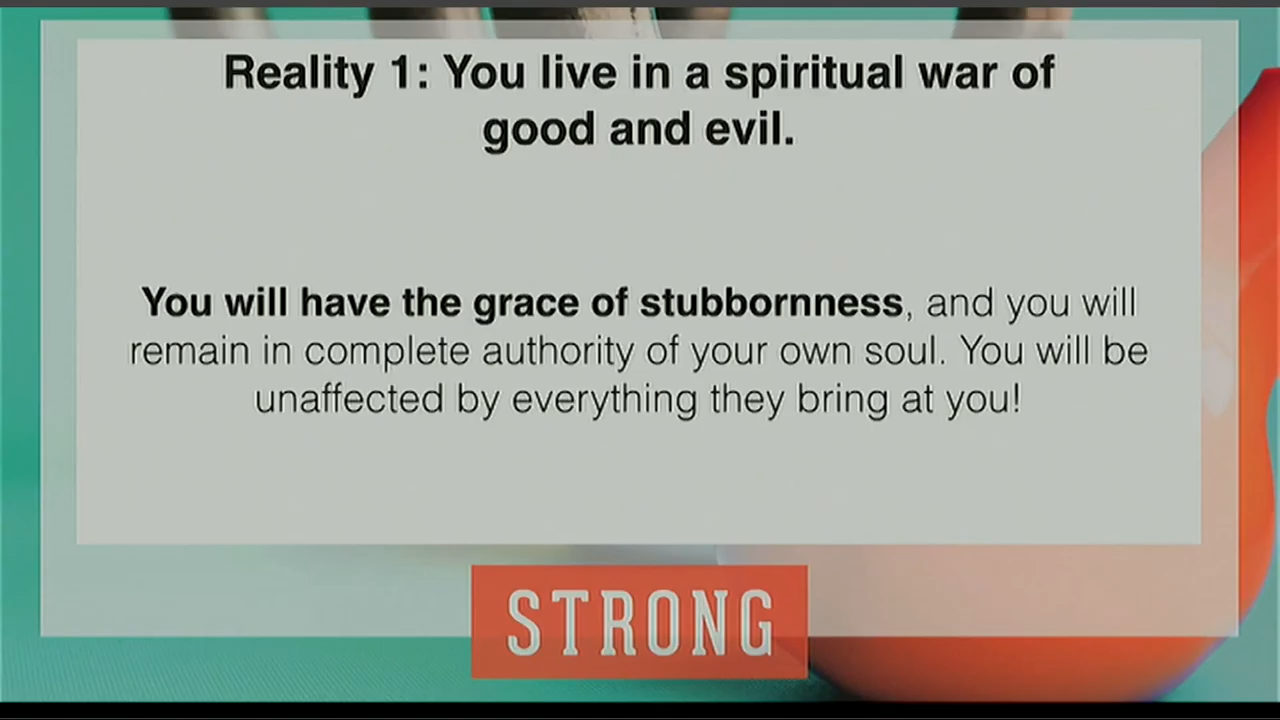 Reality 1: You live in a spiritual war of
good and evil.
You will have the grace of stubbornness, and you will
remain in complete authority of your own soul. You will be
unaffected by everything they bring at you!
STRONG